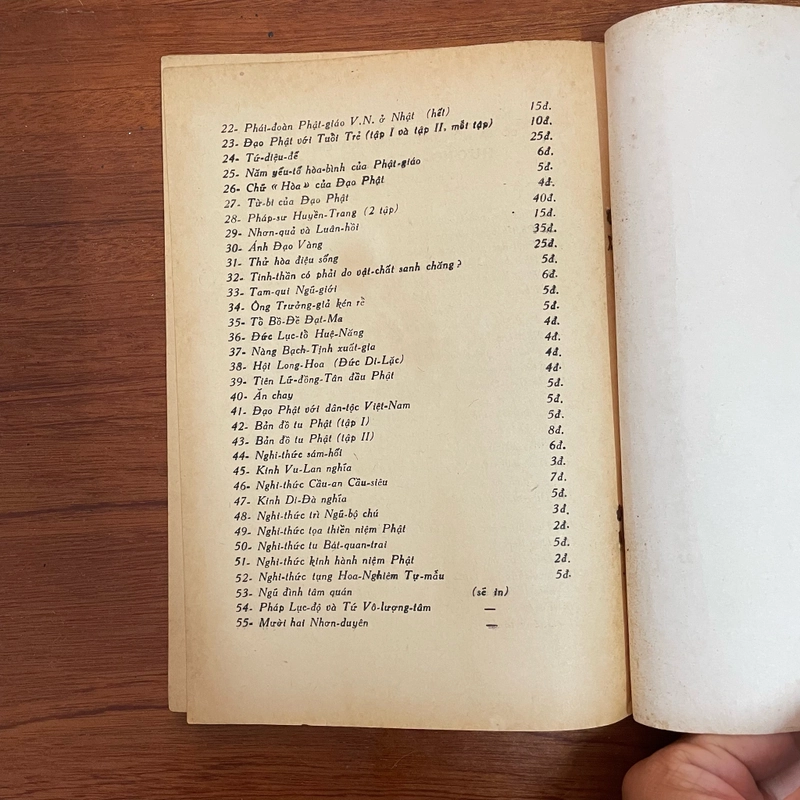 22- Phái-đoàn Phật-giáo V.N. ở Nhật (hết) 15đ.
23- Đạo Phật với Tuổi Trẻ (tập I và tập II, mỗi tập) 10đ.
24- Tứ-diệu-đế 25đ.
25- Năm yếu-tố hòa-bình của Phật-giáo 6đ.
26- Chữ « Hòa » của Đạo Phật 5đ.
27- Từ-bi của Đạo Phật 4đ.
28- Pháp-sư Huyền-Trang (2 tập) 40đ.
29- Nhơn-quả và Luân-hồi 15đ.
30- Ánh Đạo Vàng 35đ.
31- Thử hòa điệu sống 25đ.
32- Tinh-thần có phải do vật-chất sanh chăng? 5đ.
33- Tam-qui Ngũ-giới 6đ.
34- Ông Trưởng-giả kén rể 5đ.
35- Tổ Bồ-Đề Đạt-Ma 5đ.
36- Đức Lục-tổ Huệ-Năng 4đ.
37- Nàng Bạch-Tịnh xuất-gia 4đ.
38- Hội Long-Hoa (Đức Di-Lặc) 4đ.
39- Tiên Lữ-đồng-Tân đầu Phật 4đ.
40- Ăn chay 5đ.
41- Đạo Phật với dân-tộc Việt-Nam 5đ.
42- Bản đồ tu Phật (tập I) 5đ.
43- Bản đồ tu Phật (tập II) 8đ.
44- Nghi-thức sám-hối 6đ.
45- Kinh Vu-Lan nghĩa 3đ.
46- Nghi-thức Cầu-an Cầu-siêu 7đ.
47- Kinh Di-Đà nghĩa 5đ.
48- Nghi-thức trì Ngũ-bộ chú 3đ.
49- Nghi-thức tọa thiền niệm Phật 2đ.
50- Nghi-thức tu Bát-quan-trai 5đ.
51- Nghi-thức kinh hành niệm Phật 2đ.
52- Nghi-thức tụng Hoa-Nghiêm Tự-mẫu 5đ.
53- Ngũ đình tâm quán (sẽ in)
54- Pháp Lục-độ và Tứ Vô-lượng-tâm —
55- Mười hai Nhơn-duyên —